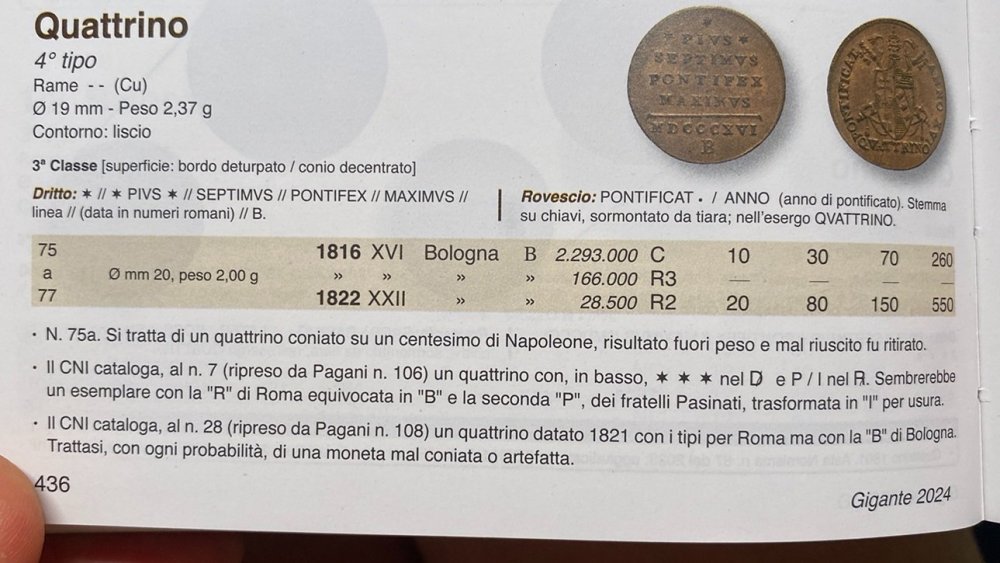 Quattrino
4° tipo
Rame -- (Cu)
Ø 19 mm - Peso 2,37 g
Contorno: liscio
3ª Classe [superficie: bordo deturpato / conio decentrato]
Dritto: ✶ // ✶ PIVS ✶ // SEPTIMVS // PONTIFEX // MAXIMVS //
linea // (data in numeri romani) // B.
Rovescio: PONTIFICAT • / ANNO (anno di pontificato). Stemma
su chiavi, sormontato da tiara; nell'esergo QVATTRINO.
✶
✶ PIVS ✶
SEPTIMVS
PONTIFEX
MAXIMVS
MDCCCXVI
B
PONTIFICAT
QVATTRINO
75 1816 XVI Bologna B 2.293.000 C 10 30 70 260
a Ø mm 20, peso 2,00 g » » » » 166.000 R3 — — — —
77 1822 XXII » » 28.500 R2 20 80 150 550
• N. 75a. Si tratta di un quattrino coniato su un centesimo di Napoleone, risultato fuori peso e mal riuscito fu ritirato.
• Il CNI cataloga, al n. 7 (ripreso da Pagani n. 106) un quattrino con, in basso, ✶ ✶ ✶ nel D e P / I nel R. Sembrerebbe
un esemplare con la "R" di Roma equivocata in "B" e la seconda "P", dei fratelli Pasinati, trasformata in "I" per usura.
• Il CNI cataloga, al n. 28 (ripreso da Pagani n. 108) un quattrino datato 1821 con i tipi per Roma ma con la "B" di Bologna.
Trattasi, con ogni probabilità, di una moneta mal coniata o artefatta.
436
Gigante 2024